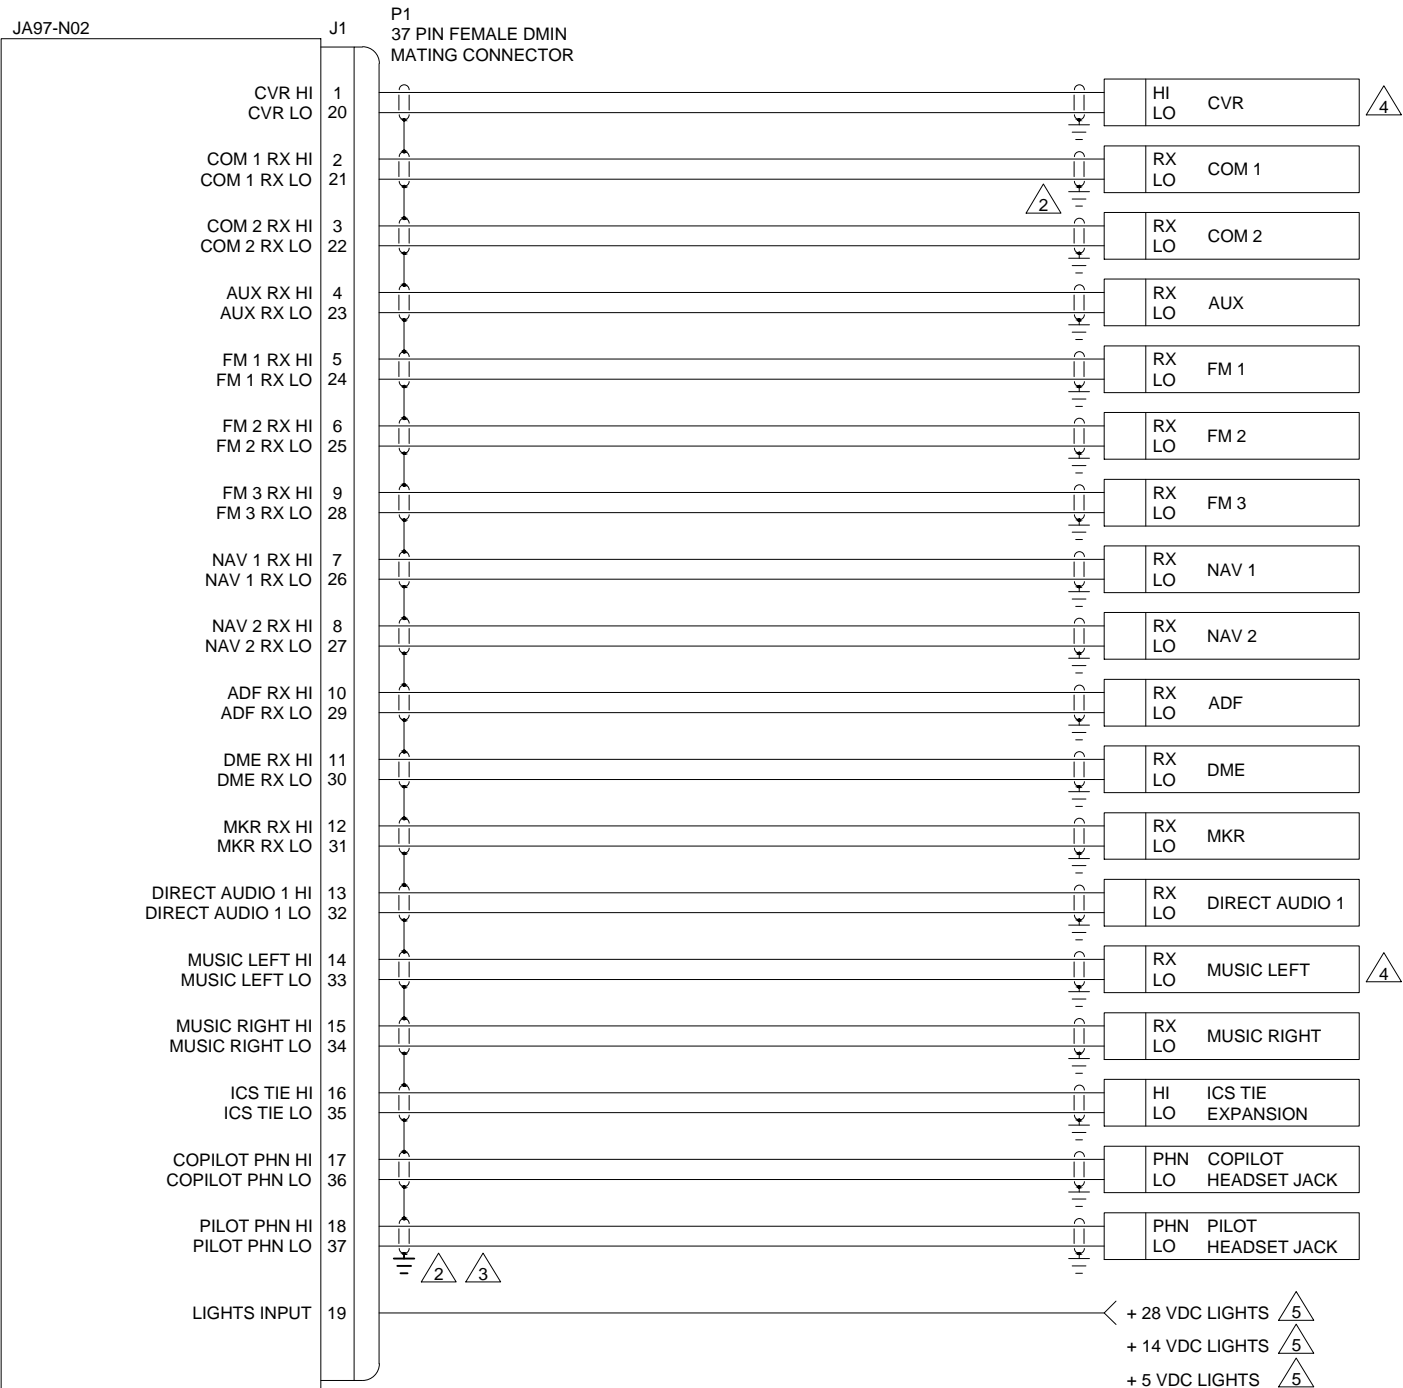 JA97-N02 J1 P1
37 PIN FEMALE DMIN
MATING CONNECTOR
CVR HI 1 HI CVR 4
CVR LO 20 LO
COM 1 RX HI 2 RX COM 1
COM 1 RX LO 21 LO
2
COM 2 RX HI 3 RX COM 2
COM 2 RX LO 22 LO
AUX RX HI 4 RX AUX
AUX RX LO 23 LO
FM 1 RX HI 5 RX FM 1
FM 1 RX LO 24 LO
FM 2 RX HI 6 RX FM 2
FM 2 RX LO 25 LO
FM 3 RX HI 9 RX FM 3
FM 3 RX LO 28 LO
NAV 1 RX HI 7 RX NAV 1
NAV 1 RX LO 26 LO
NAV 2 RX HI 8 RX NAV 2
NAV 2 RX LO 27 LO
ADF RX HI 10 RX ADF
ADF RX LO 29 LO
DME RX HI 11 RX DME
DME RX LO 30 LO
MKR RX HI 12 RX MKR
MKR RX LO 31 LO
DIRECT AUDIO 1 HI 13 RX DIRECT AUDIO 1
DIRECT AUDIO 1 LO 32 LO
MUSIC LEFT HI 14 RX MUSIC LEFT 4
MUSIC LEFT LO 33 LO
MUSIC RIGHT HI 15 RX MUSIC RIGHT
MUSIC RIGHT LO 34 LO
ICS TIE HI 16 HI ICS TIE
ICS TIE LO 35 LO EXPANSION
COPILOT PHN HI 17 PHN COPILOT
COPILOT PHN LO 36 LO HEADSET JACK
PILOT PHN HI 18 PHN PILOT
PILOT PHN LO 37 LO HEADSET JACK
2 3
LIGHTS INPUT 19 + 28 VDC LIGHTS 5
+ 14 VDC LIGHTS 5
+ 5 VDC LIGHTS 5